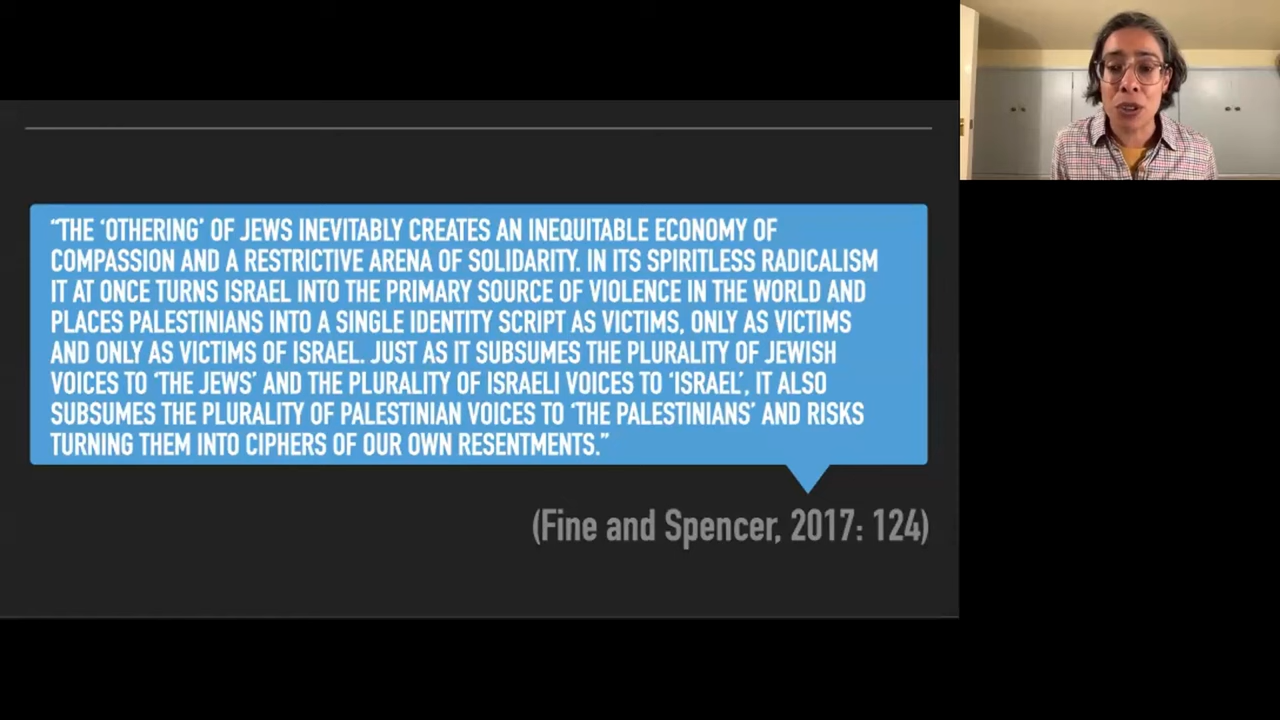 “THE ‘OTHERING’ OF JEWS INEVITABLY CREATES AN INEQUITABLE ECONOMY OF
COMPASSION AND A RESTRICTIVE ARENA OF SOLIDARITY. IN ITS SPIRITLESS RADICALISM
IT AT ONCE TURNS ISRAEL INTO THE PRIMARY SOURCE OF VIOLENCE IN THE WORLD AND
PLACES PALESTINIANS INTO A SINGLE IDENTITY SCRIPT AS VICTIMS, ONLY AS VICTIMS
AND ONLY AS VICTIMS OF ISRAEL. JUST AS IT SUBSUMES THE PLURALITY OF JEWISH
VOICES TO ‘THE JEWS’ AND THE PLURALITY OF ISRAELI VOICES TO ‘ISRAEL’, IT ALSO
SUBSUMES THE PLURALITY OF PALESTINIAN VOICES TO ‘THE PALESTINIANS’ AND RISKS
TURNING THEM INTO CIPHERS OF OUR OWN RESENTMENTS.”
(Fine and Spencer, 2017: 124)